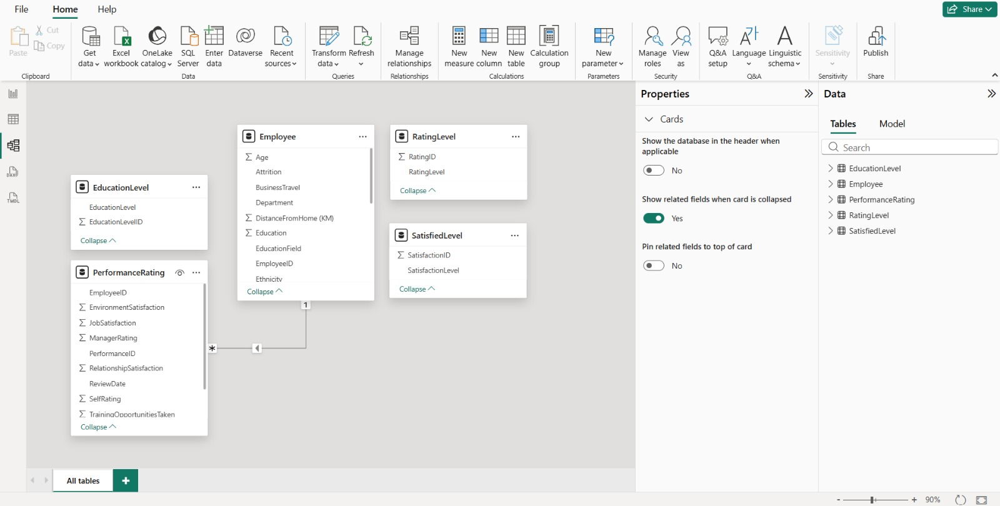 File
Home
Help
Share
Paste
Cut
Copy
Get data
Excel workbook
OneLake catalog
SQL Server
Enter data
Dataverse
Recent sources
Transform data
Refresh
Manage relationships
New measure
New column
New table
Calculation group
New parameter
Manage roles
View as
Q&A setup
Language
Linguistic schema
Sensitivity
Publish
Clipboard
Data
Queries
Relationships
Calculations
Parameters
Security
Q&A
Sensitivity
Share
DAX
TMDL
EducationLevel
EducationLevel
EducationLevelID
Collapse
PerformanceRating
EmployeeID
EnvironmentSatisfaction
JobSatisfaction
ManagerRating
PerformanceID
RelationshipSatisfaction
ReviewDate
SelfRating
TrainingOpportunitiesTaken
Collapse
Employee
Age
Attrition
BusinessTravel
Department
DistanceFromHome (KM)
Education
EducationField
EmployeeID
Ethnicity
Collapse
1
*
RatingLevel
RatingID
RatingLevel
Collapse
SatisfiedLevel
SatisfactionID
SatisfactionLevel
Collapse
Properties
Cards
Show the database in the header when
applicable
No
Show related fields when card is collapsed
Yes
Pin related fields to top of card
No
Data
Tables
Model
Search
EducationLevel
Employee
PerformanceRating
RatingLevel
SatisfiedLevel
All tables
+
- + 90%